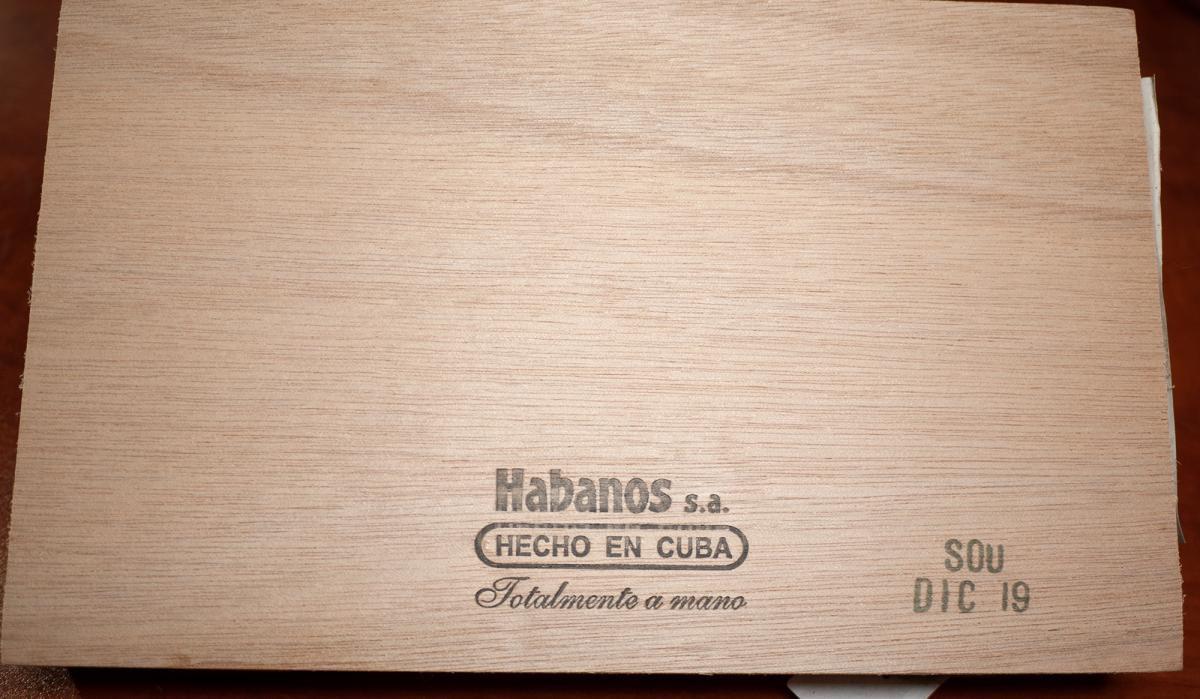 Habanos s.a.
HECHO EN CUBA
Totalmente a mano
SOU
DIC 19